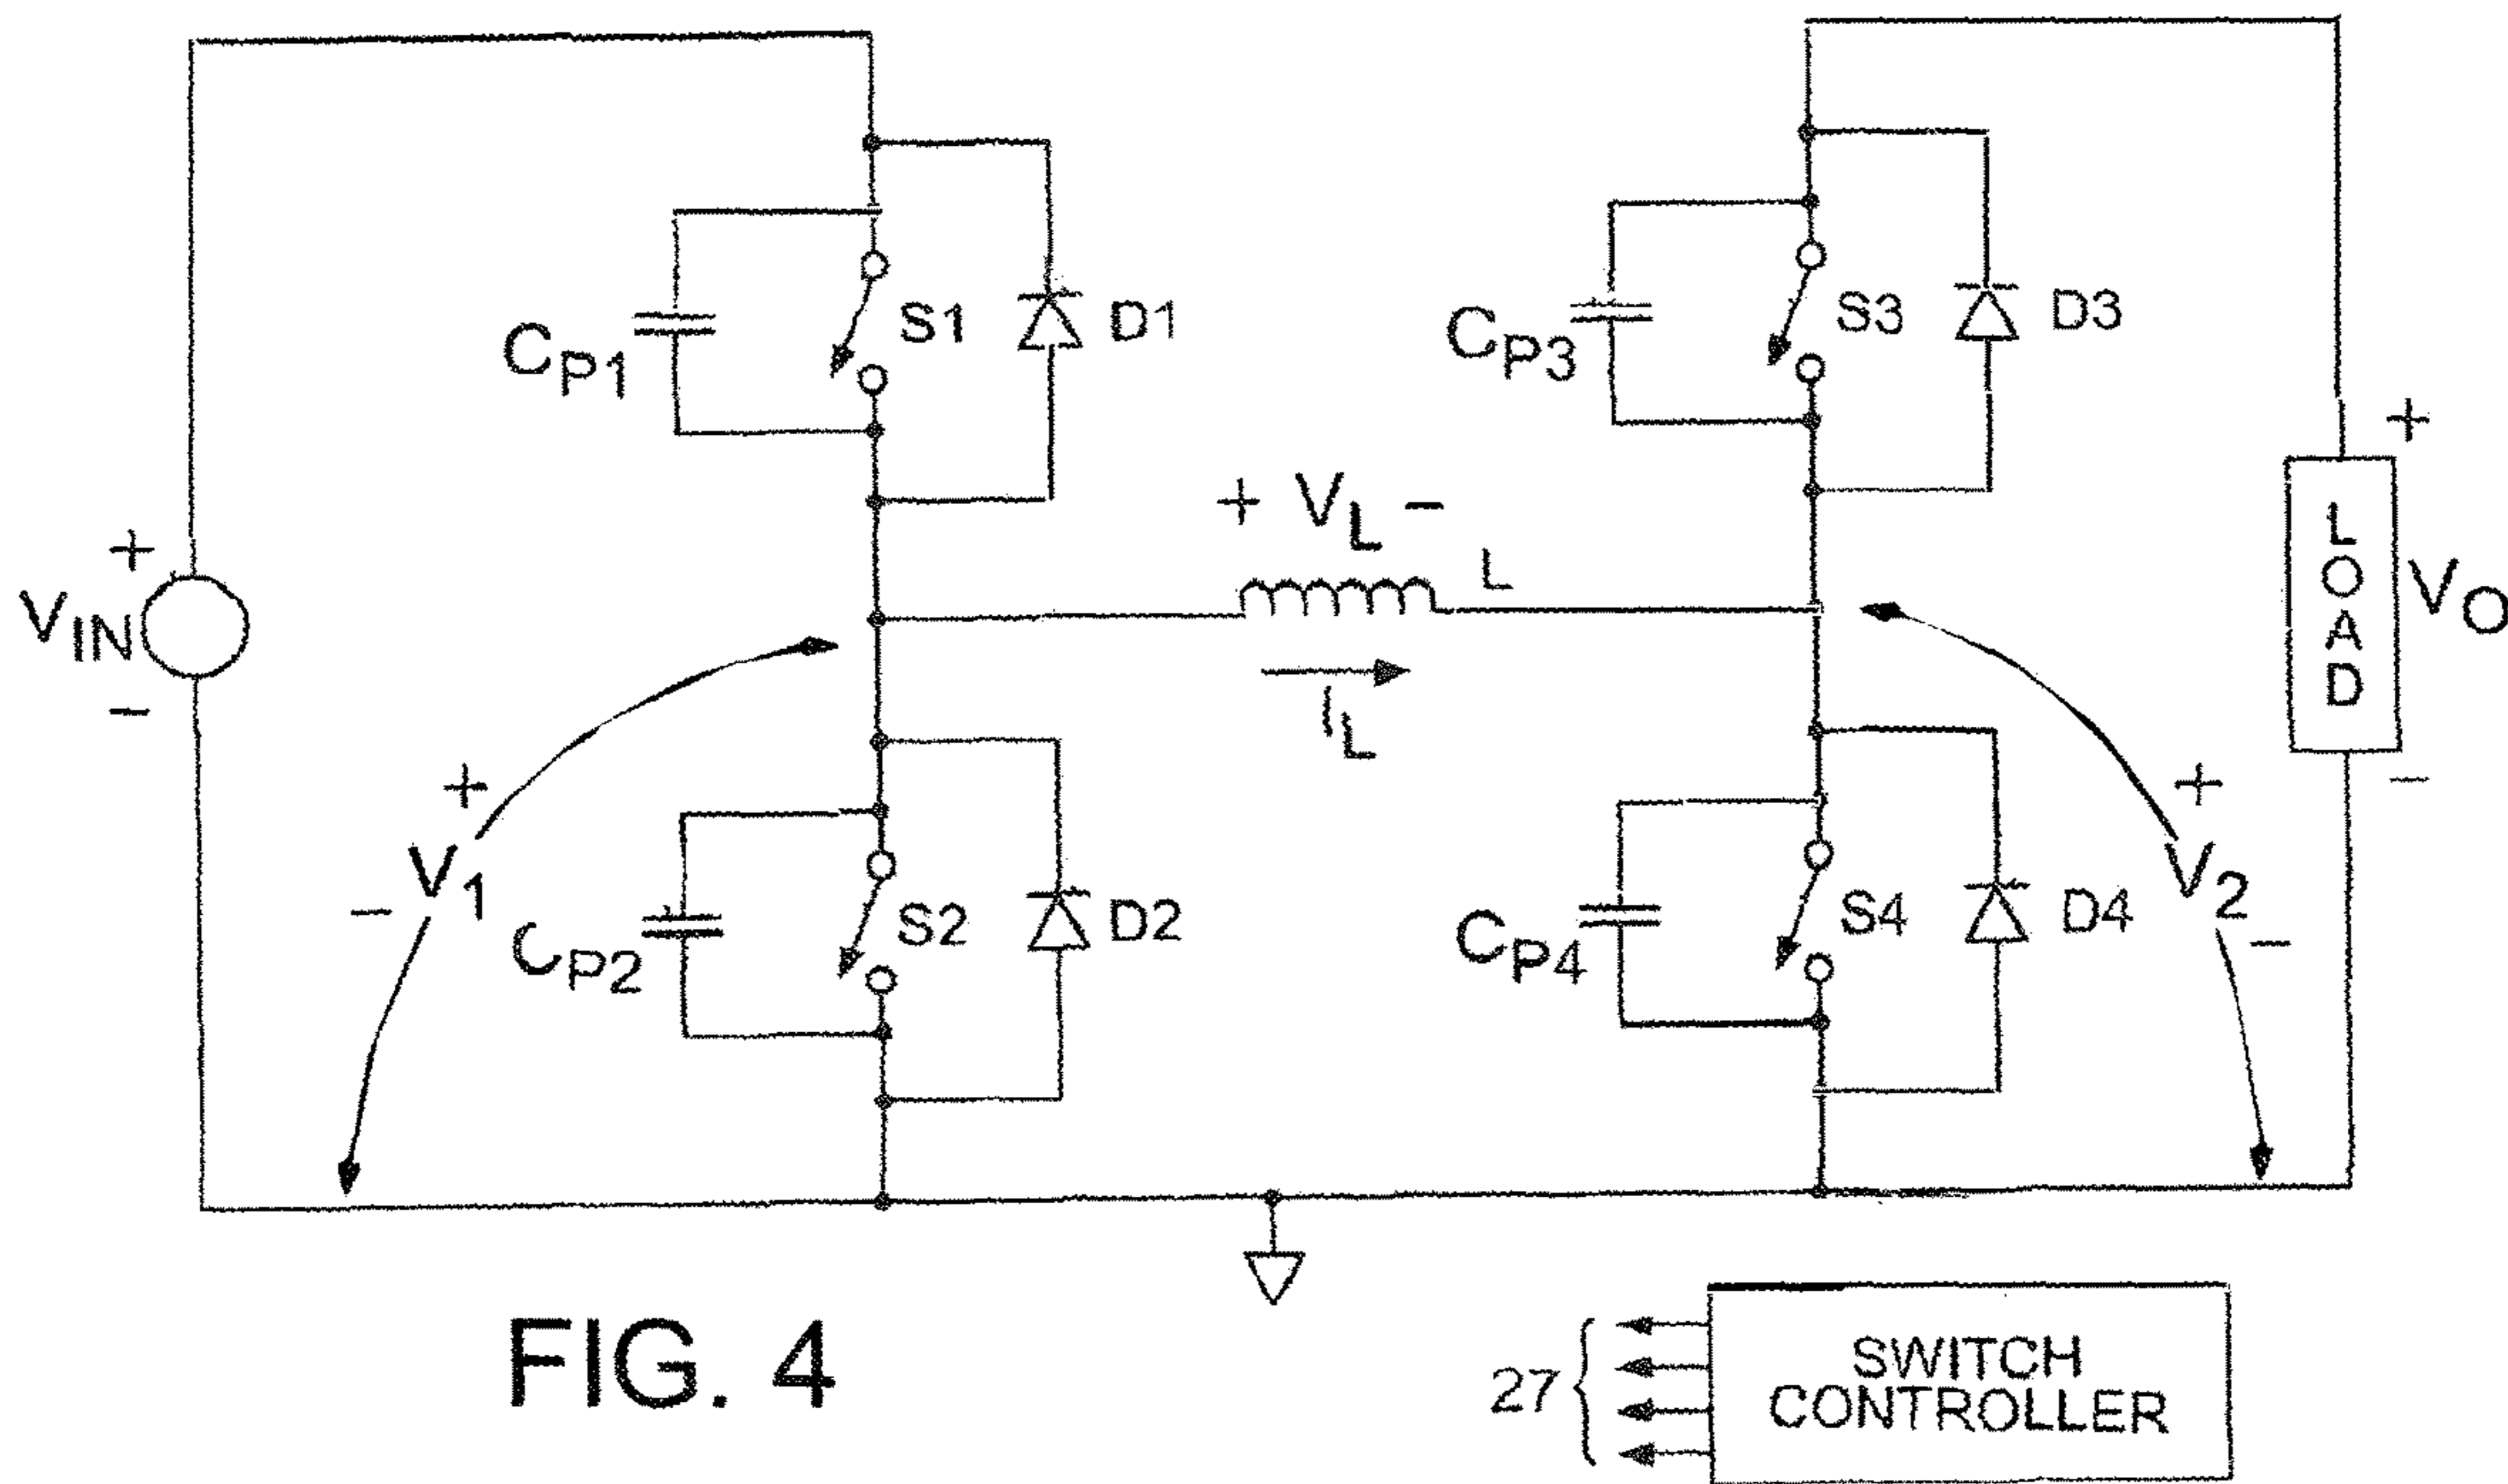 +
VIN
−
CP1
S1
D1
CP3
S3
D3
+ VL −
L
IL
+
LOAD
VO
−
+
V1
−
CP2
S2
D2
CP4
S4
D4
+
V2
−
FIG. 4
27
SWITCH
CONTROLLER